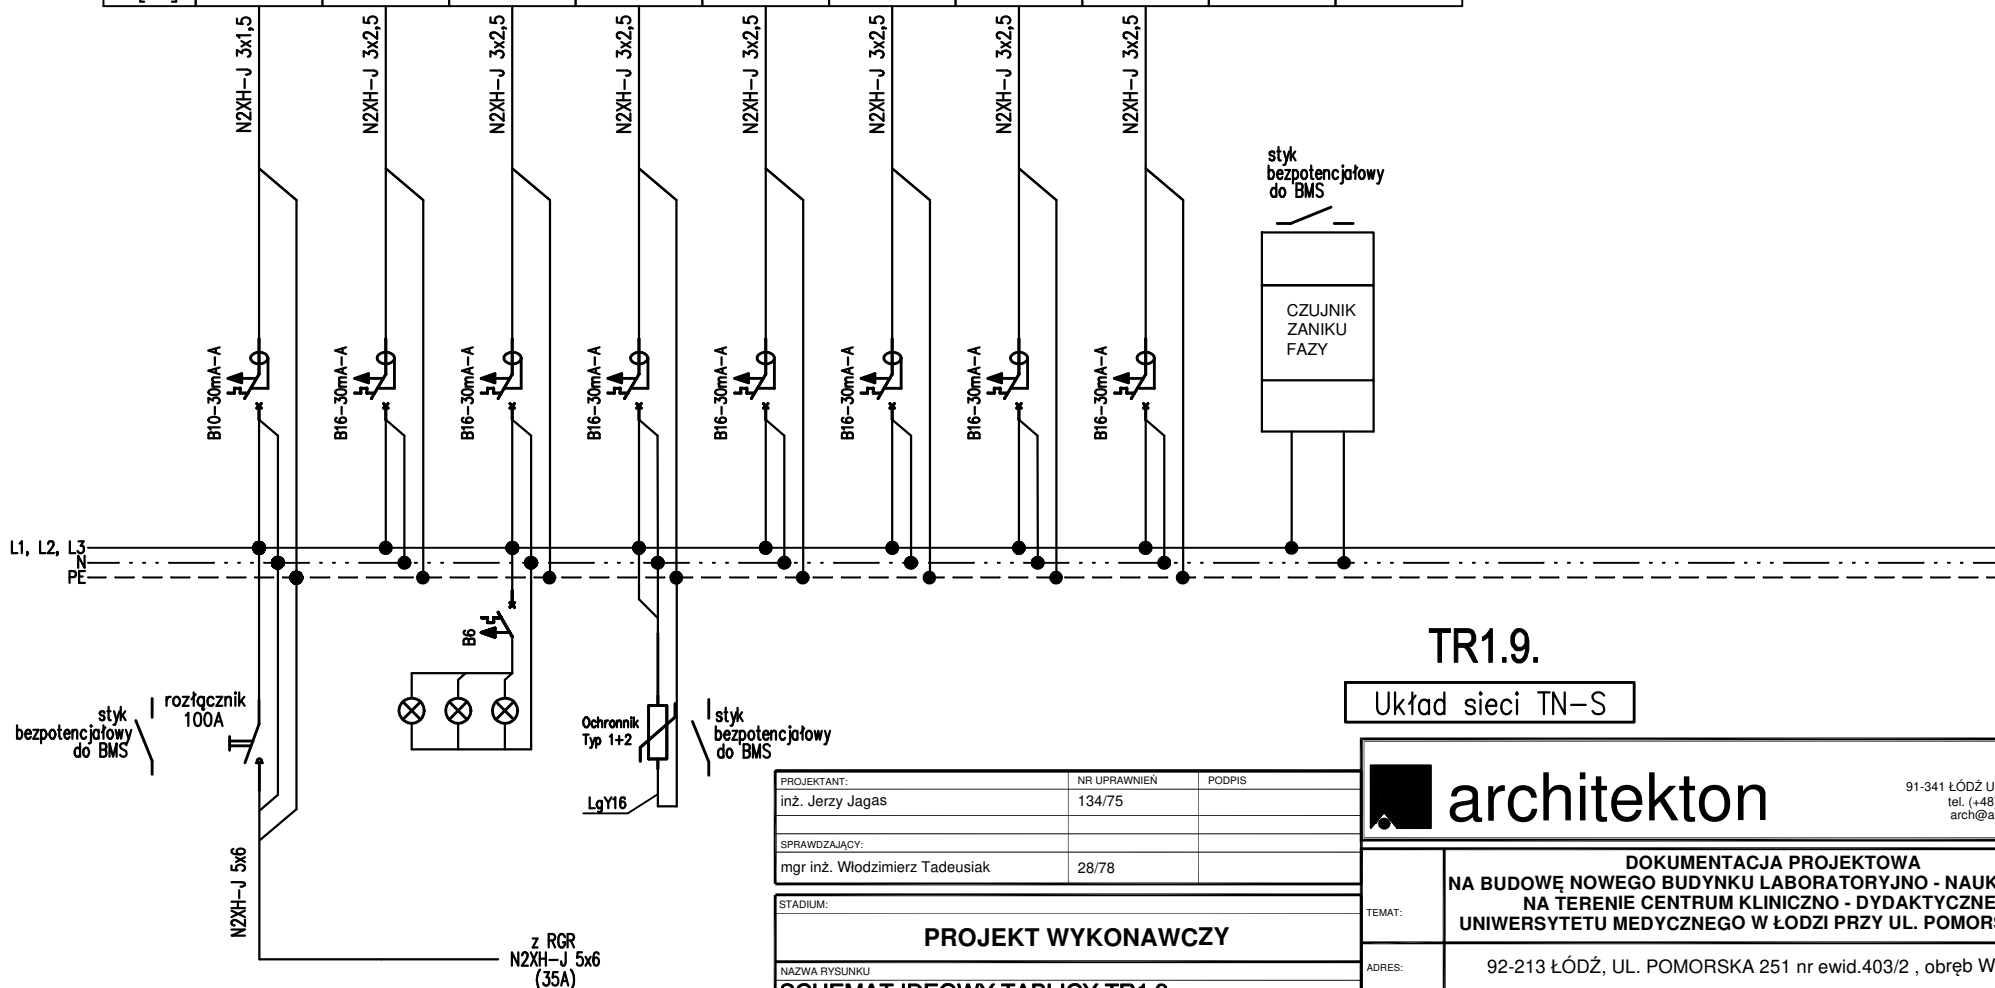 N2XH-J 3x1,5
N2XH-J 3x2,5
N2XH-J 3x2,5
N2XH-J 3x2,5
N2XH-J 3x2,5
N2XH-J 3x2,5
N2XH-J 3x2,5
N2XH-J 3x2,5
styk
bezpotencjałowy
do BMS
CZUJNIK
ZANIKU
FAZY
B10-30mA-A
B16-30mA-A
B16-30mA-A
B16-30mA-A
B16-30mA-A
B16-30mA-A
B16-30mA-A
B16-30mA-A
L1, L2, L3
N
PE
B6
TR1.9.
Układ sieci TN-S
styk
bezpotencjałowy
do BMS
rozłącznik
100A
Ochronnik
Typ 1+2
styk
bezpotencjałowy
do BMS
LgY16
N2XH-J 5x6
z RGR
N2XH-J 5x6
(35A)
PROJEKTANT: NR UPRAWNIEŃ PODPIS
inż. Jerzy Jagas 134/75
SPRAWDZAJĄCY:
mgr inż. Włodzimierz Tadeusiak 28/78
STADIUM:
PROJEKT WYKONAWCZY
NAZWA RYSUNKU
SCHEMAT IDEOWY TABLICY TR1.9.
architekton
91-341 ŁÓDŹ U
tel. (+48
arch@a
TEMAT:
DOKUMENTACJA PROJEKTOWA
NA BUDOWĘ NOWEGO BUDYNKU LABORATORYJNO - NAUK
NA TERENIE CENTRUM KLINICZNO - DYDAKTYCZNE
UNIWERSYTETU MEDYCZNEGO W ŁODZI PRZY UL. POMORS
ADRES:
92-213 ŁÓDŹ, UL. POMORSKA 251 nr ewid.403/2 , obręb W